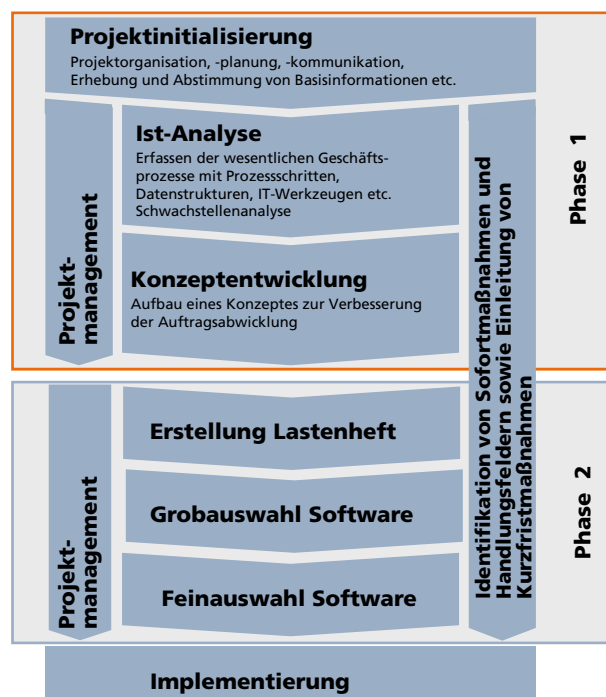 Projektinitialisierung
Projektorganisation, -planung, -kommunikation,
Erhebung und Abstimmung von Basisinformationen etc.
Ist-Analyse
Erfassen der wesentlichen Geschäfts-
prozesse mit Prozessschritten,
Datenstrukturen, IT-Werkzeugen etc.
Schwachstellenanalyse
Konzeptentwicklung
Aufbau eines Konzeptes zur Verbesserung
der Auftragsabwicklung
Projekt-
management
Phase 1
Identifikation von Sofortmaßnahmen und
Handlungsfeldern sowie Einleitung von
Kurzfristmaßnahmen
Erstellung Lastenheft
Grobauswahl Software
Feinauswahl Software
Projekt-
management
Phase 2
Implementierung